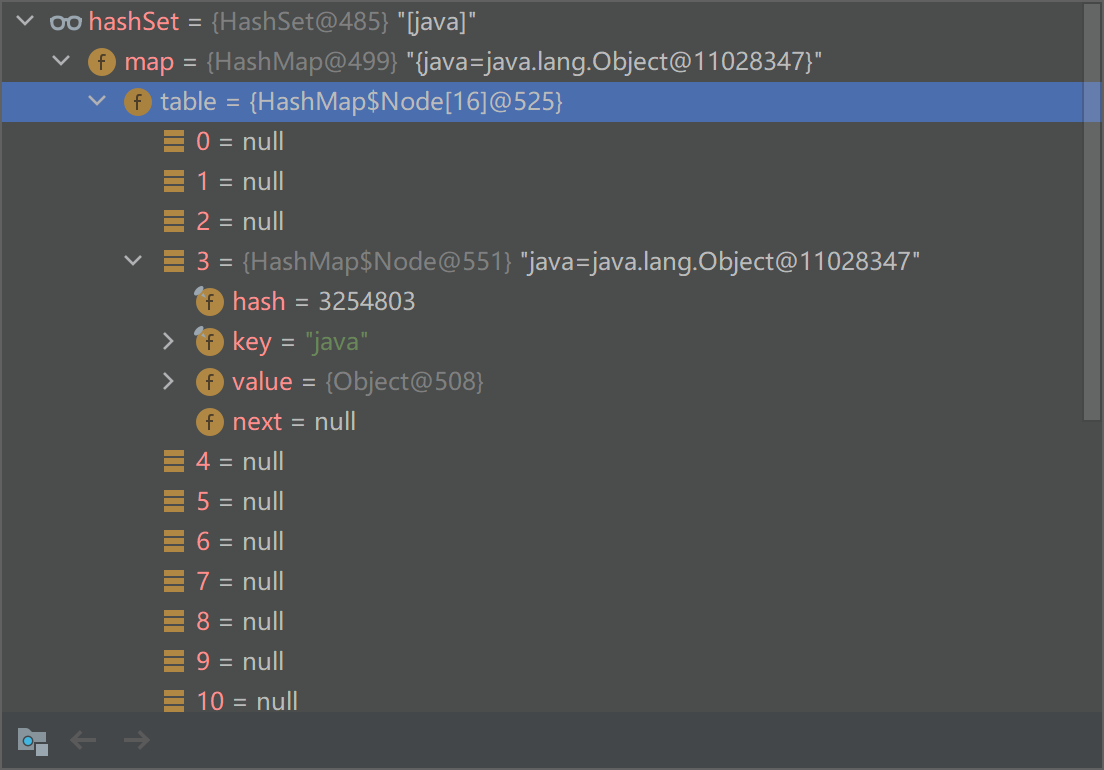 hashSet = {HashSet@485} "[java]"
map = {HashMap@499} "{java=java.lang.Object@11028347}"
table = {HashMap$Node[16]@525}
0 = null
1 = null
2 = null
3 = {HashMap$Node@551} "java=java.lang.Object@11028347"
hash = 3254803
key = "java"
value = {Object@508}
next = null
4 = null
5 = null
6 = null
7 = null
8 = null
9 = null
10 = null